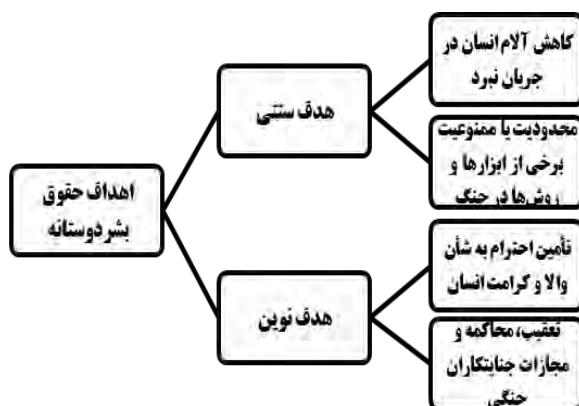 اهداف حقوق
بشردوستانه
هدف سنتی
کاهش آلام انسان در
جریان نبرد
محدودیت یا ممنوعیت
برخی از ابزارها و
روش‌ها در جنگ
هدف نوین
تأمین احترام به شأن
والا و کرامت انسان
تعقیب، محاکمه و
مجازات جنایتکاران
جنگی